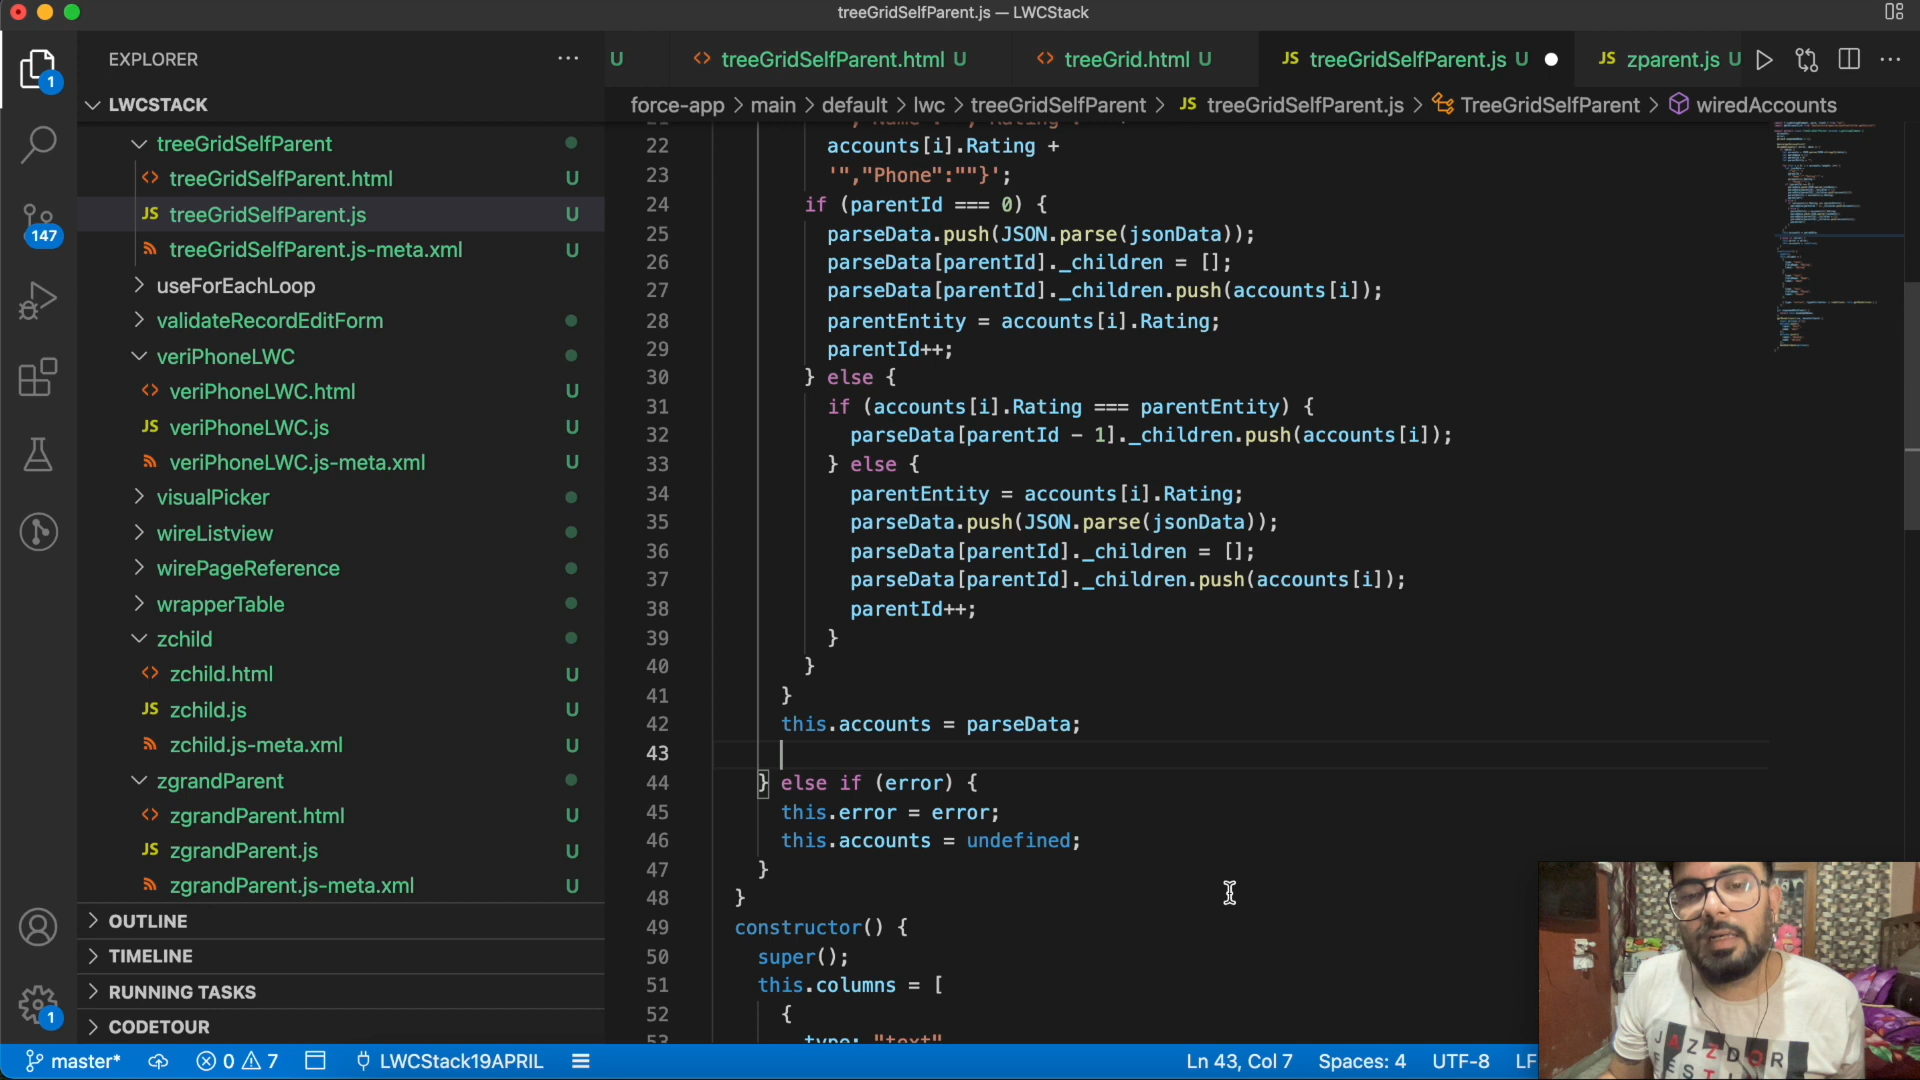 treeGridSelfParent.js — LWCStack
EXPLORER
LWCSTACK
treeGridSelfParent
treeGridSelfParent.html U
JS treeGridSelfParent.js U
treeGridSelfParent.js-meta.xml U
useForEachLoop
validateRecordEditForm
veriPhoneLWC
veriPhoneLWC.html U
JS veriPhoneLWC.js U
veriPhoneLWC.js-meta.xml U
visualPicker
wireListview
wirePageReference
wrapperTable
zchild
zchild.html U
JS zchild.js U
zchild.js-meta.xml U
zgrandParent
zgrandParent.html U
JS zgrandParent.js U
zgrandParent.js-meta.xml U
OUTLINE
TIMELINE
RUNNING TASKS
CODETOUR
1
147
1
U <> treeGridSelfParent.html U <> treeGrid.html U JS treeGridSelfParent.js U JS zparent.js U
force-app > main > default > lwc > treeGridSelfParent > JS treeGridSelfParent.js > TreeGridSelfParent > wiredAccounts
22 accounts[i].Rating +
23 '","Phone":""}';
24 if (parentId === 0) {
25 parseData.push(JSON.parse(jsonData));
26 parseData[parentId]._children = [];
27 parseData[parentId]._children.push(accounts[i]);
28 parentEntity = accounts[i].Rating;
29 parentId++;
30 } else {
31 if (accounts[i].Rating === parentEntity) {
32 parseData[parentId - 1]._children.push(accounts[i]);
33 } else {
34 parentEntity = accounts[i].Rating;
35 parseData.push(JSON.parse(jsonData));
36 parseData[parentId]._children = [];
37 parseData[parentId]._children.push(accounts[i]);
38 parentId++;
39 }
40 }
41 }
42 this.accounts = parseData;
43
44 } else if (error) {
45 this.error = error;
46 this.accounts = undefined;
47 }
48 }
49 constructor() {
50 super();
51 this.columns = [
52 {
53 type: "text"
master* 0 7 LWCStack19APRIL Ln 43, Col 7 Spaces: 4 UTF-8 LF